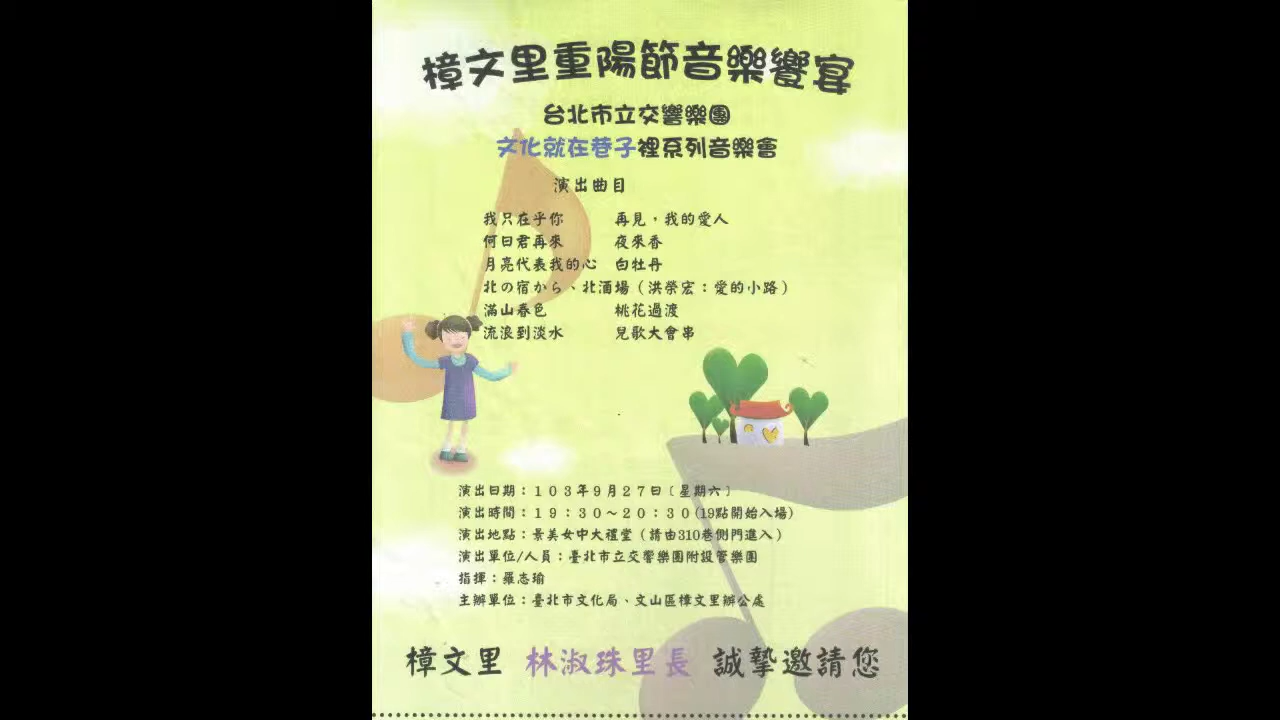 樟文里重陽節音樂饗宴
台北市立交響樂團
文化就在巷子裡系列音樂會
演出曲目
我只在乎你 再見，我的愛人
何日君再來 夜來香
月亮代表我的心 白牡丹
北の宿から、北酒場（洪榮宏：愛的小路）
滿山春色 桃花過渡
流浪到淡水 兒歌大會串
演出日期：１０３年９月２７日〔星期六〕
演出時間：１９：３０～２０：３０(19點開始入場)
演出地點：景美女中大禮堂（請由310巷側門進入）
演出單位/人員：臺北市立交響樂團附設管樂團
指揮：羅志瑜
主辦單位：臺北市文化局、文山區樟文里辦公處
樟文里 林淑珠里長 誠摯邀請您